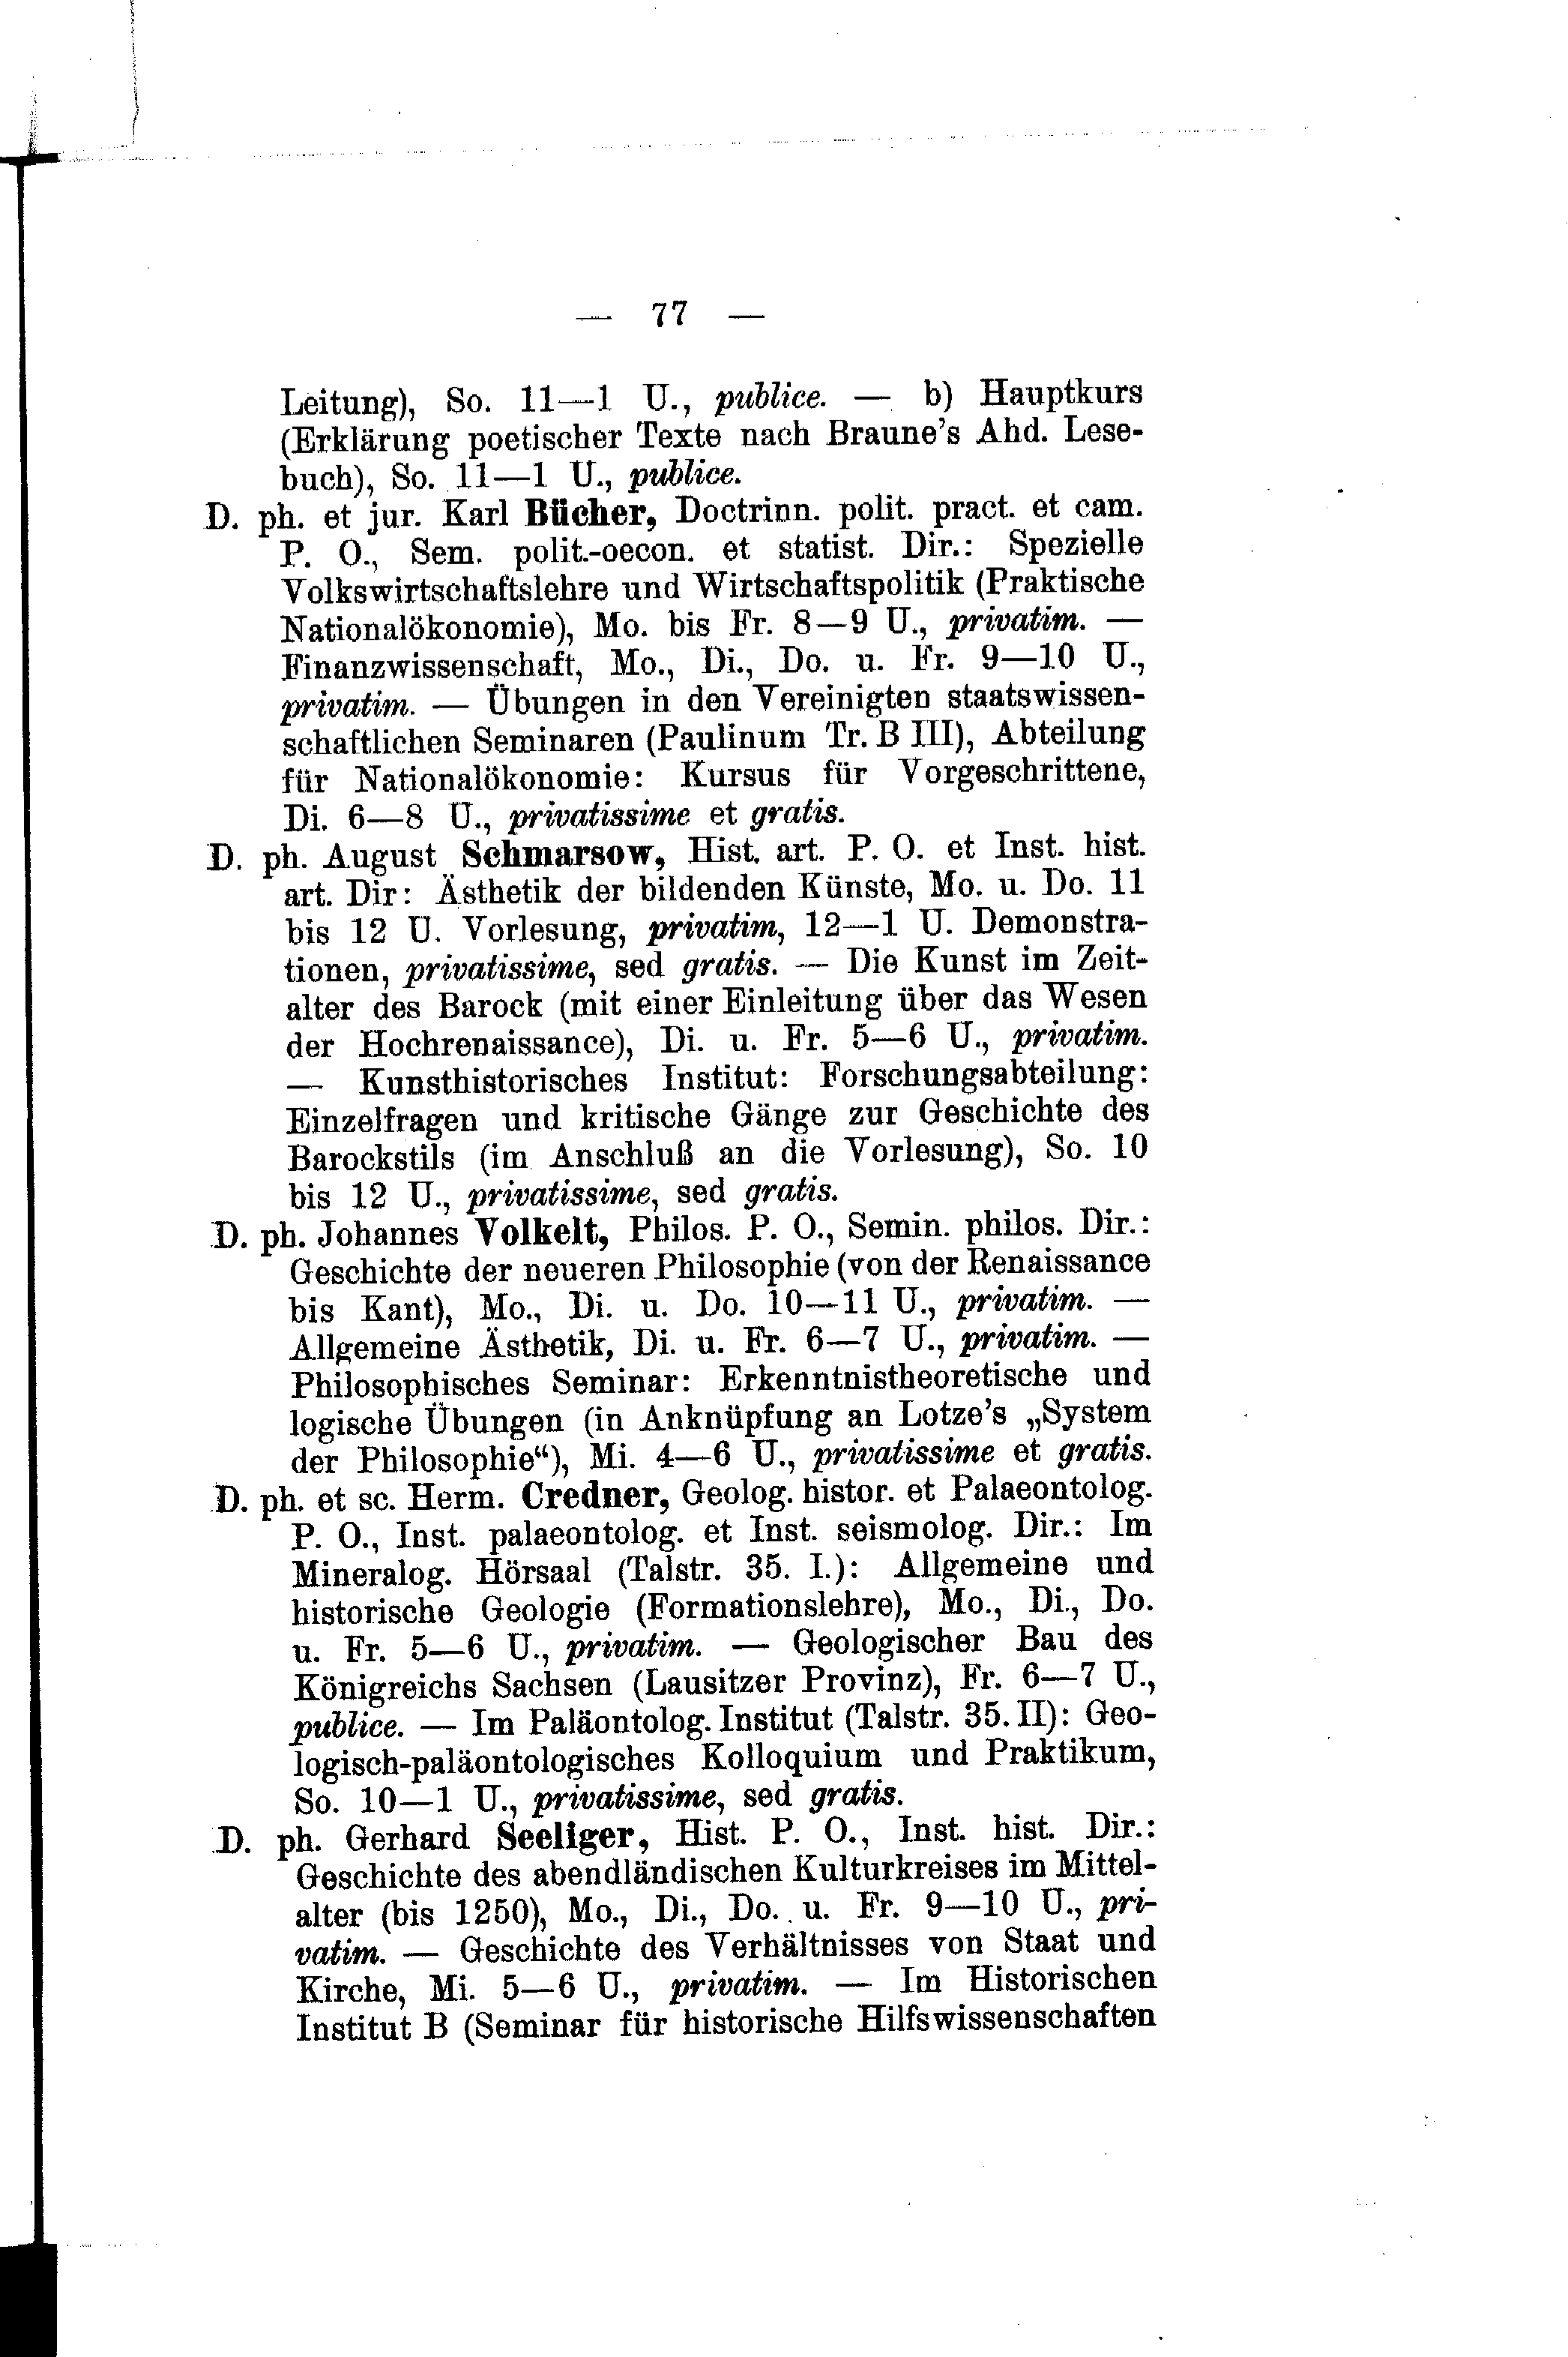 — 77 —
Leitung), So. 11—1 U., publice. — b) Hauptkurs
(Erklärung poetischer Texte nach Braune's Ahd. Lese-
buch), So. 11—1 U., publice.
D. ph. et jur. Karl Bücher, Doctrinn. polit. pract. et cam.
P. O., Sem. polit.-oecon. et statist. Dir.: Spezielle
Volkswirtschaftslehre und Wirtschaftspolitik (Praktische
Nationalökonomie), Mo. bis Fr. 8—9 U., privatim. —
Finanzwissenschaft, Mo., Di., Do. u. Fr. 9—10 U.,
privatim. — Übungen in den Vereinigten staatswissen-
schaftlichen Seminaren (Paulinum Tr. B III), Abteilung
für Nationalökonomie: Kursus für Vorgeschrittene,
Di. 6—8 U., privatissime et gratis.
D. ph. August Schmarsow, Hist. art. P. O. et Inst. hist.
art. Dir: Ästhetik der bildenden Künste, Mo. u. Do. 11
bis 12 U. Vorlesung, privatim, 12—1 U. Demonstra-
tionen, privatissime, sed gratis. — Die Kunst im Zeit-
alter des Barock (mit einer Einleitung über das Wesen
der Hochrenaissance), Di. u. Fr. 5—6 U., privatim.
— Kunsthistorisches Institut: Forschungsabteilung:
Einzelfragen und kritische Gänge zur Geschichte des
Barockstils (im Anschluß an die Vorlesung), So. 10
bis 12 U., privatissime, sed gratis.
D. ph. Johannes Volkelt, Philos. P. O., Semin. philos. Dir.:
Geschichte der neueren Philosophie (von der Renaissance
bis Kant), Mo., Di. u. Do. 10—11 U., privatim. —
Allgemeine Ästhetik, Di. u. Fr. 6—7 U., privatim. —
Philosophisches Seminar: Erkenntnistheoretische und
logische Übungen (in Anknüpfung an Lotze's „System
der Philosophie“), Mi. 4—6 U., privatissime et gratis.
D. ph. et sc. Herm. Credner, Geolog. histor. et Palaeontolog.
P. O., Inst. palaeontolog. et Inst. seismolog. Dir.: Im
Mineralog. Hörsaal (Talstr. 35. I.): Allgemeine und
historische Geologie (Formationslehre), Mo., Di., Do.
u. Fr. 5—6 U., privatim. — Geologischer Bau des
Königreichs Sachsen (Lausitzer Provinz), Fr. 6—7 U.,
publice. — Im Paläontolog. Institut (Talstr. 35. II): Geo-
logisch-paläontologisches Kolloquium und Praktikum,
So. 10—1 U., privatissime, sed gratis.
D. ph. Gerhard Seeliger, Hist. P. O., Inst. hist. Dir.:
Geschichte des abendländischen Kulturkreises im Mittel-
alter (bis 1250), Mo., Di., Do. u. Fr. 9—10 U., pri-
vatim. — Geschichte des Verhältnisses von Staat und
Kirche, Mi. 5—6 U., privatim. — Im Historischen
Institut B (Seminar für historische Hilfswissenschaften